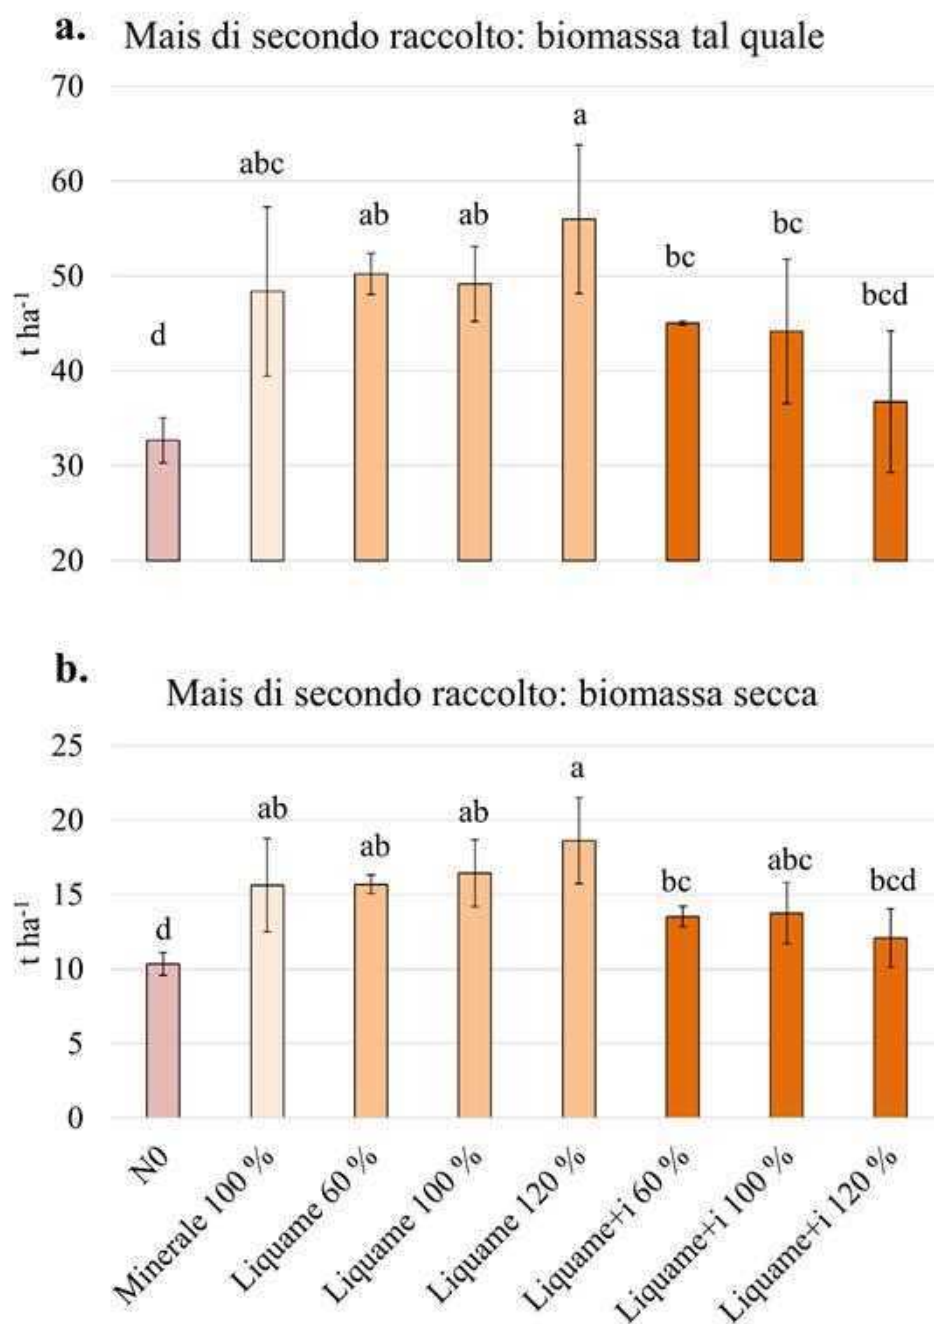 a. Mais di secondo raccolto: biomassa tal quale
70
60
50
40
30
20
t ha-1
d
abc
ab
ab
a
bc
bc
bcd
b.
Mais di secondo raccolto: biomassa secca
25
20
15
10
5
0
t ha-1
d
ab
ab
ab
a
bc
abc
bcd
N0
Minerale 100 %
Liquame 60 %
Liquame 100 %
Liquame 120 %
Liquame+i 60 %
Liquame+i 100 %
Liquame+i 120 %